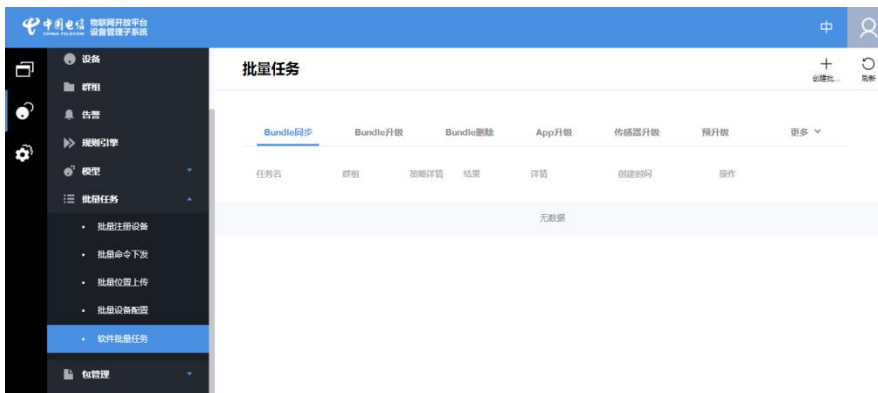 中国电信 物联网开放平台
CHINA TELECOM 设备管理子系统
中
设备
群组
告警
规则引擎
模型
批量任务
批量注册设备
批量命令下发
批量位置上传
批量设备配置
软件批量任务
包管理
批量任务
创建批...
刷新
Bundle同步 Bundle升级 Bundle删除 App升级 传感器升级 预升级 更多
任务名 群组 策略详情 结果 详情 创建时间 操作
无数据